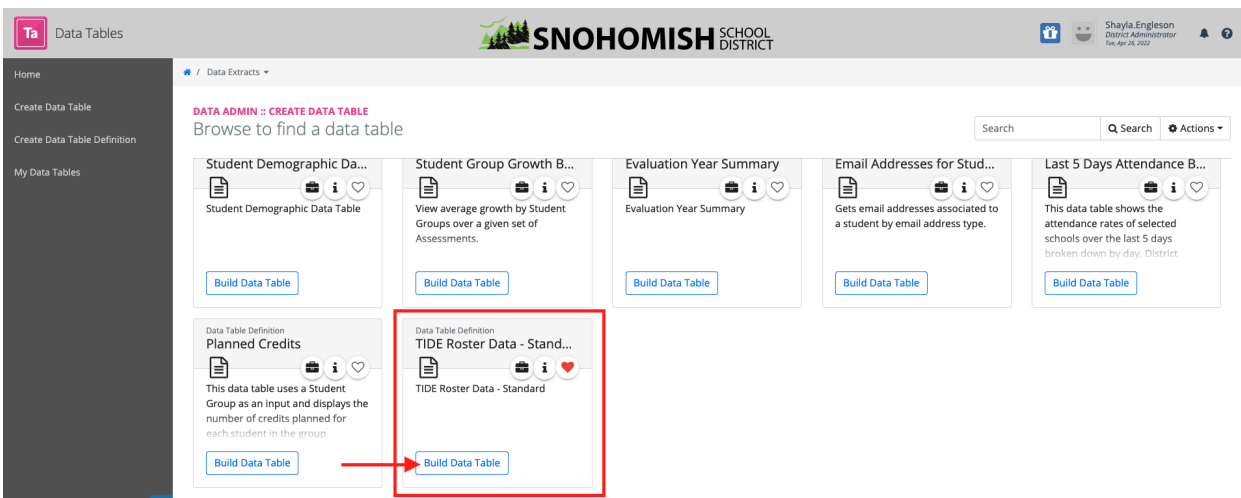 Ta Data Tables
SNOHOMISH SCHOOL DISTRICT
Shayla.Engleson
District Administrator
Tue, Apr 26, 2022
Home
Create Data Table
Create Data Table Definition
My Data Tables
/ Data Extracts
DATA ADMIN :: CREATE DATA TABLE
Browse to find a data table
Search
Search
Actions
Student Demographic Da...
Student Demographic Data Table
Build Data Table
Student Group Growth B...
View average growth by Student
Groups over a given set of
Assessments.
Build Data Table
Evaluation Year Summary
Evaluation Year Summary
Build Data Table
Email Addresses for Stud...
Gets email addresses associated to
a student by email address type.
Build Data Table
Last 5 Days Attendance B...
This data table shows the
attendance rates of selected
schools over the last 5 days
broken down by day. District
Build Data Table
Data Table Definition
Planned Credits
This data table uses a Student
Group as an input and displays the
number of credits planned for
each student in the group.
Build Data Table
Data Table Definition
TIDE Roster Data - Stand...
TIDE Roster Data - Standard
Build Data Table